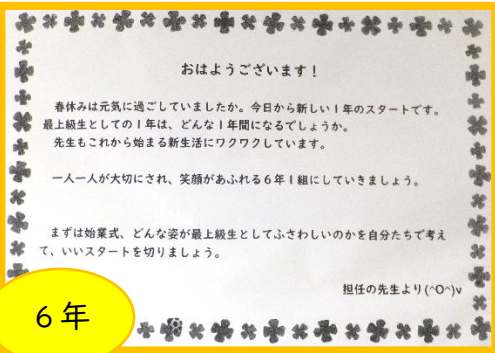 おはようございます！
春休みは元気に過ごしていましたか。今日から新しい１年のスタートです。
最上級生としての１年は、どんな１年間になるでしょうか。
先生もこれから始まる新生活にワクワクしています。
一人一人が大切にされ、笑顔があふれる６年１組にしていきましょう。
まずは始業式、どんな姿が最上級生としてふさわしいのかを自分たちで考え
て、いいスタートを切りましょう。
担任の先生より(^O^)v
６年